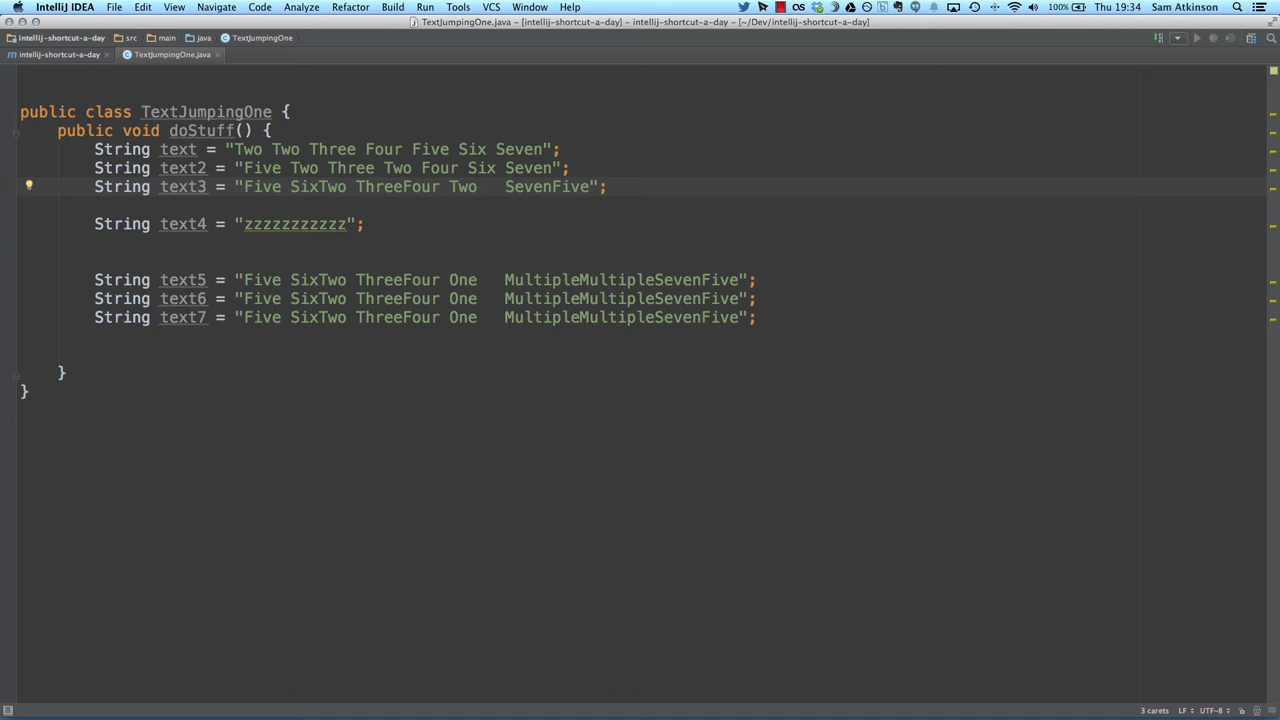 IntelliJ IDEA File Edit View Navigate Code Analyze Refactor Build Run Tools VCS Window Help 100% Thu 19:34 Sam Atkinson
TextJumpingOne.java – [intellij-shortcut-a-day] – intellij-shortcut-a-day – [~/Dev/intellij-shortcut-a-day]
intellij-shortcut-a-day src main java TextJumpingOne
intellij-shortcut-a-day TextJumpingOne.java
public class TextJumpingOne {
public void doStuff() {
String text = "Two Two Three Four Five Six Seven";
String text2 = "Five Two Three Two Four Six Seven";
String text3 = "Five SixTwo ThreeFour Two   SevenFive";
String text4 = "zzzzzzzzzzz";
String text5 = "Five SixTwo ThreeFour One   MultipleMultipleSevenFive";
String text6 = "Five SixTwo ThreeFour One   MultipleMultipleSevenFive";
String text7 = "Five SixTwo ThreeFour One   MultipleMultipleSevenFive";
}
}
3 carets LF UTF-8